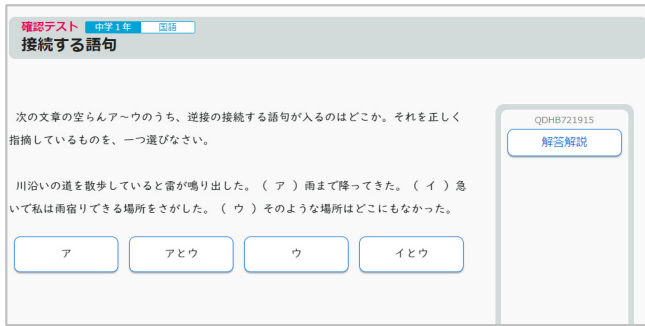 確認テスト 中学1年 国語
接続する語句
次の文章の空らんア～ウのうち、逆接の接続する語句が入るのはどこか。それを正しく
指摘しているものを、一つ選びなさい。
QDHB721915
解答解説
川沿いの道を散歩していると雷が鳴り出した。（ ア ）雨まで降ってきた。（ イ ）急
いで私は雨宿りできる場所をさがした。（ ウ ）そのような場所はどこにもなかった。
ア アとウ ウ イとウ